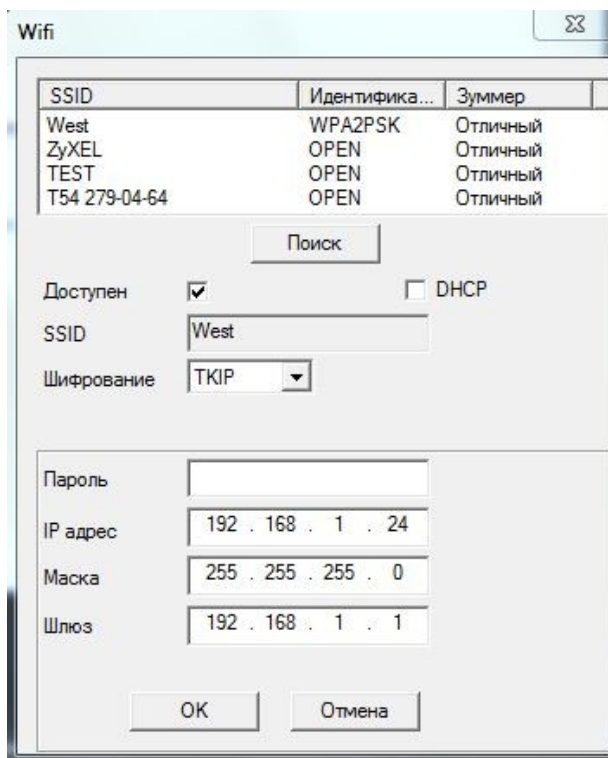 Wifi
SSID Идентифика... Зуммер
West WPA2PSK Отличный
ZyXEL OPEN Отличный
TEST OPEN Отличный
T54 279-04-64 OPEN Отличный
Поиск
Доступен DHCP
SSID West
Шифрование TKIP
Пароль
IP адрес 192 . 168 . 1 . 24
Маска 255 . 255 . 255 . 0
Шлюз 192 . 168 . 1 . 1
OK Отмена